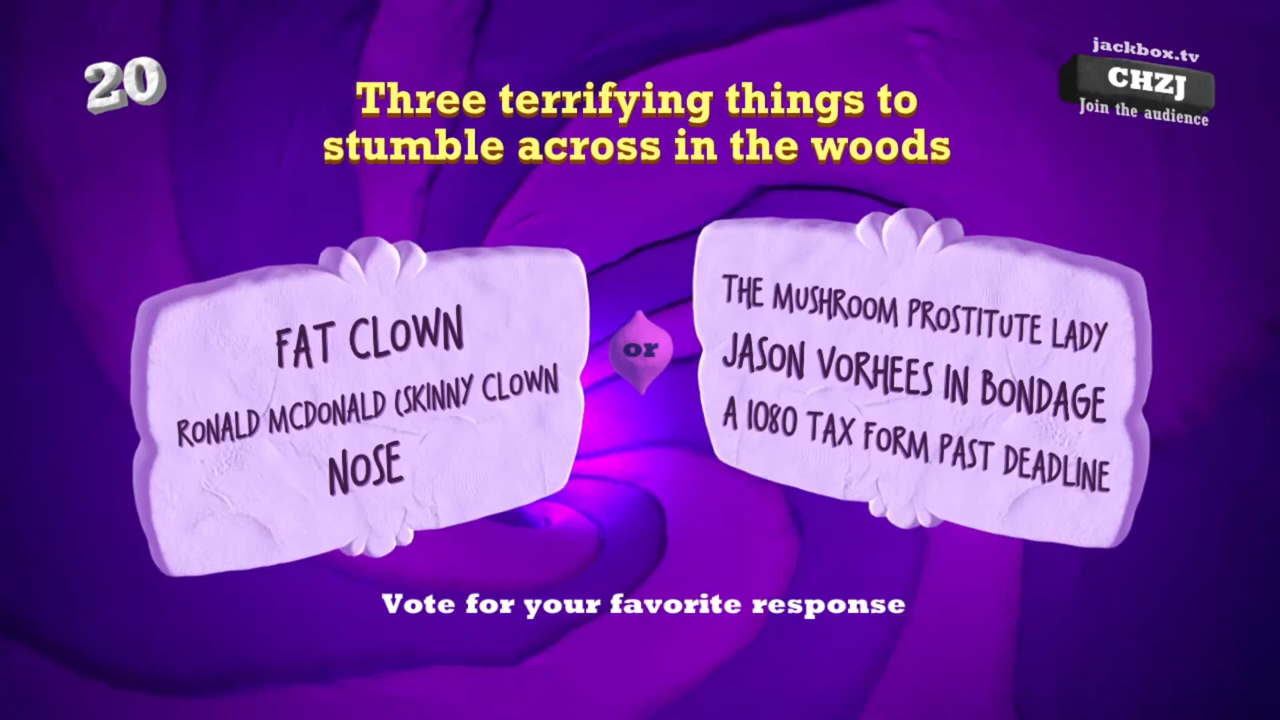 20
jackbox.tv
CHZJ
Join the audience
Three terrifying things to
stumble across in the woods
FAT CLOWN
RONALD MCDONALD (SKINNY CLOWN
NOSE
or
THE MUSHROOM PROSTITUTE LADY
JASON VORHEES IN BONDAGE
A 1080 TAX FORM PAST DEADLINE
Vote for your favorite response